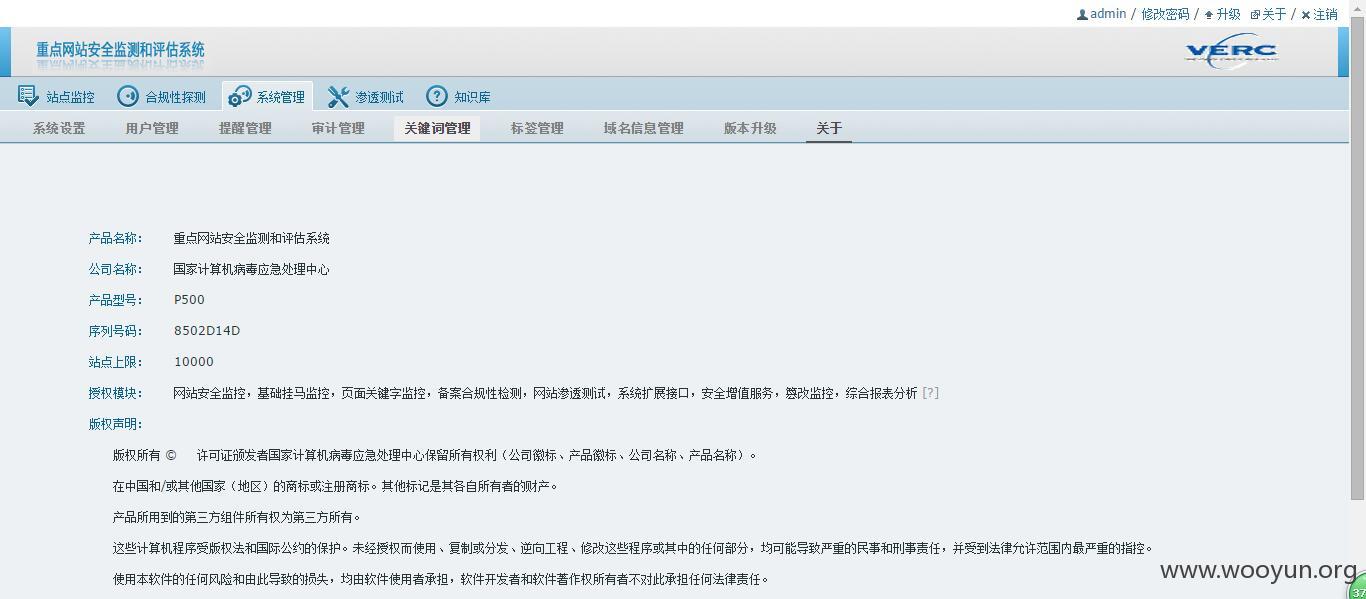 admin / 修改密码 / 升级 关于 / 注销
重点网站安全监测和评估系统
VERC
站点监控 合规性探测 系统管理 渗透测试 知识库
系统设置 用户管理 提醒管理 审计管理 关键词管理 标签管理 域名信息管理 版本升级 关于
产品名称: 重点网站安全监测和评估系统
公司名称: 国家计算机病毒应急处理中心
产品型号: P500
序列号码: 8502D14D
站点上限: 10000
授权模块: 网站安全监控，基础挂马监控，页面关键字监控，备案合规性检测，网站渗透测试，系统扩展接口，安全增值服务，篡改监控，综合报表分析 [?]
版权声明:
版权所有 © 许可证颁发者国家计算机病毒应急处理中心保留所有权利（公司徽标、产品徽标、公司名称、产品名称）。
在中国和/或其他国家（地区）的商标或注册商标。其他标记是其各自所有者的财产。
产品所用到的第三方组件所有权为第三方所有。
这些计算机程序受版权法和国际公约的保护。未经授权而使用、复制或分发、逆向工程、修改这些程序或其中的任何部分，均可能导致严重的民事和刑事责任，并受到法律允许范围内最严重的指控。
使用本软件的任何风险和由此导致的损失，均由软件使用者承担，软件开发者和软件著作权所有者不对此承担任何法律责任。
www.wooyun.org
37